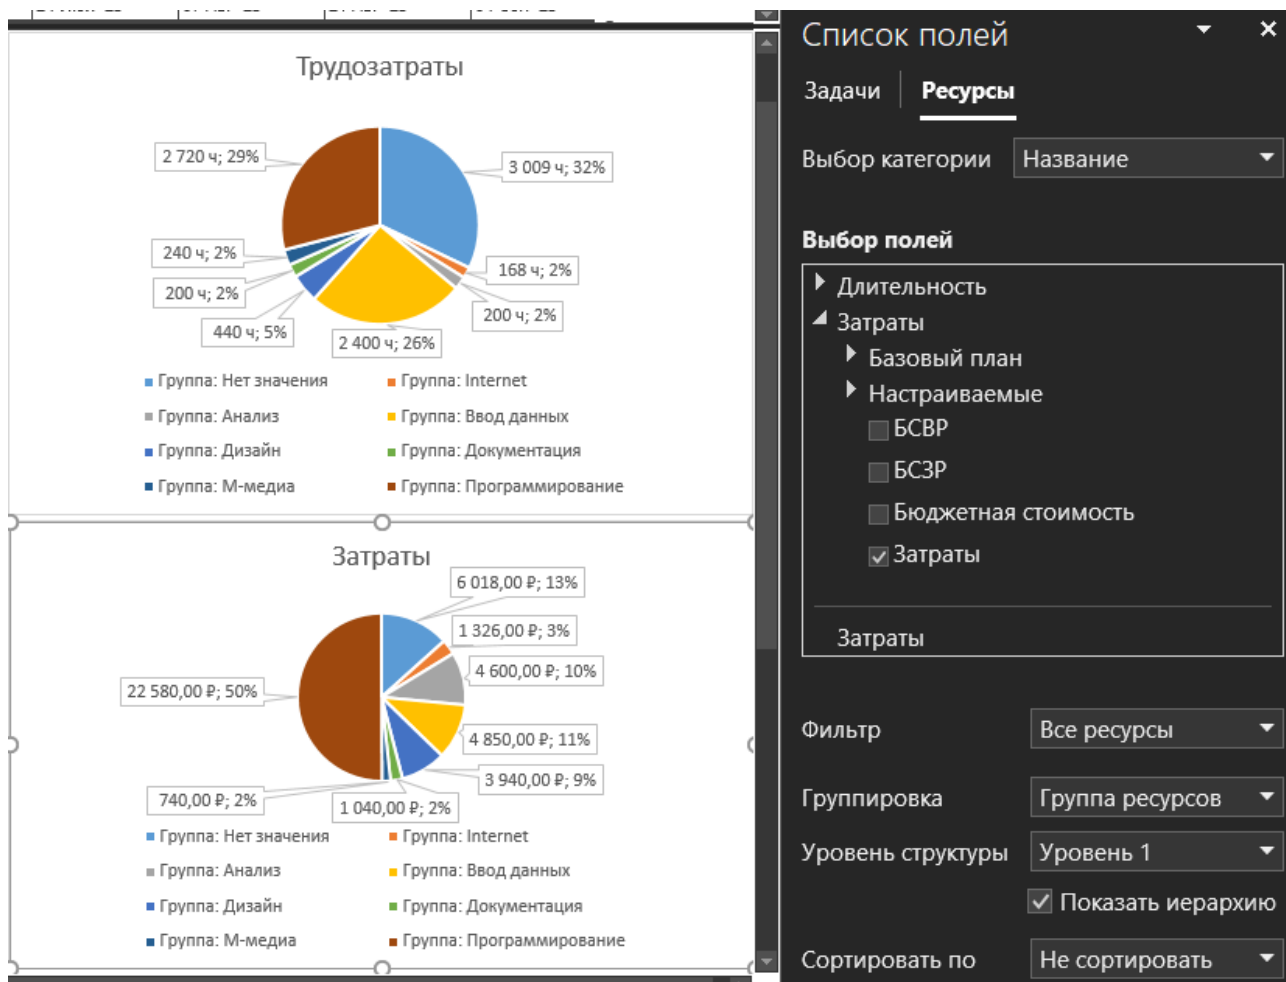 Трудозатраты
2 720 ч; 29%
3 009 ч; 32%
240 ч; 2%
168 ч; 2%
200 ч; 2%
200 ч; 2%
440 ч; 5%
2 400 ч; 26%
Группа: Нет значения
Группа: Internet
Группа: Анализ
Группа: Ввод данных
Группа: Дизайн
Группа: Документация
Группа: М-медиа
Группа: Программирование
Затраты
6 018,00 ₽; 13%
1 326,00 ₽; 3%
4 600,00 ₽; 10%
22 580,00 ₽; 50%
4 850,00 ₽; 11%
3 940,00 ₽; 9%
740,00 ₽; 2%
1 040,00 ₽; 2%
Группа: Нет значения
Группа: Internet
Группа: Анализ
Группа: Ввод данных
Группа: Дизайн
Группа: Документация
Группа: М-медиа
Группа: Программирование
Список полей
Задачи
Ресурсы
Выбор категории
Название
Выбор полей
Длительность
Затраты
Базовый план
Настраиваемые
БСВР
БСЗР
Бюджетная стоимость
Затраты
Затраты
Фильтр
Все ресурсы
Группировка
Группа ресурсов
Уровень структуры
Уровень 1
Показать иерархию
Сортировать по
Не сортировать